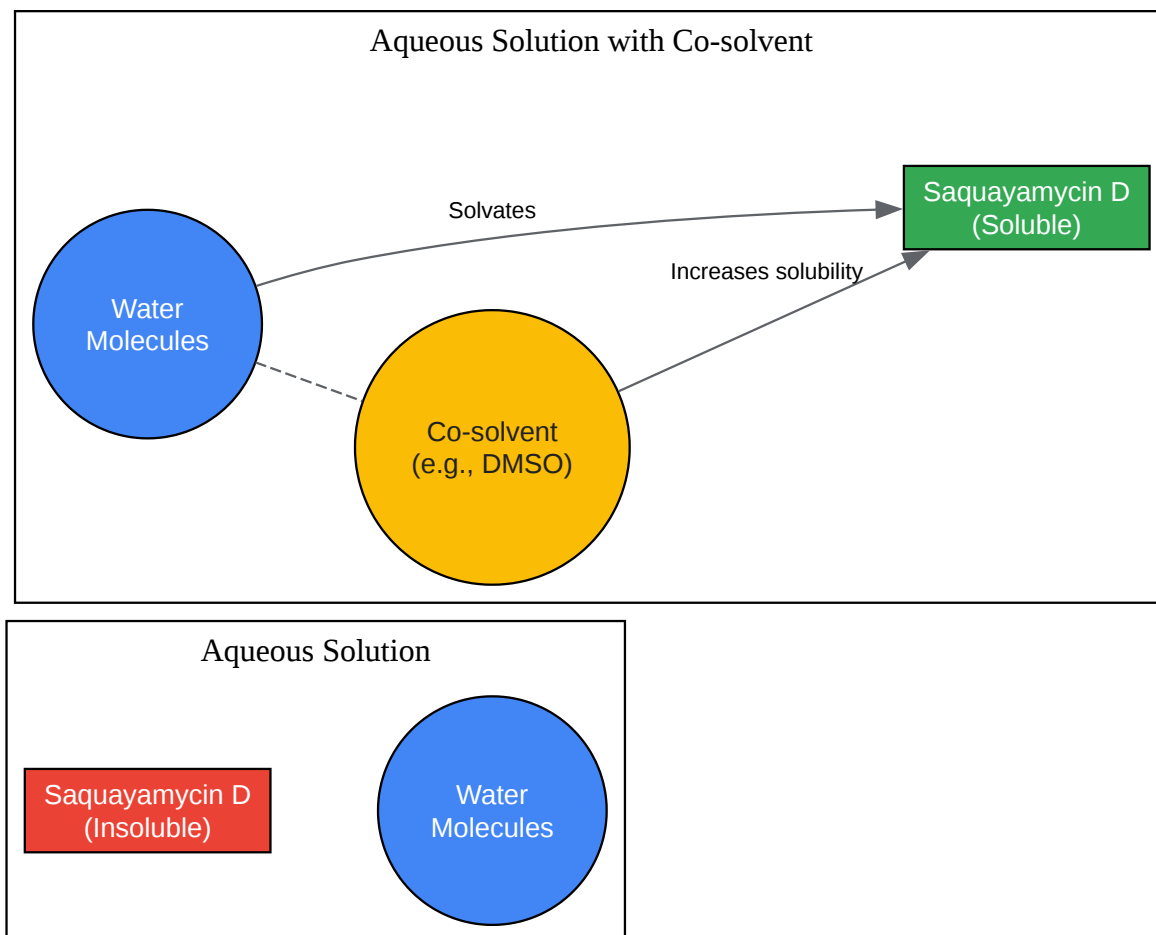 Aqueous Solution with Co-solvent
Saquayamycin D
(Soluble)
Solvates
Increases solubility
Water
Molecules
Co-solvent
(e.g., DMSO)
Aqueous Solution
Saquayamycin D
(Insoluble)
Water
Molecules